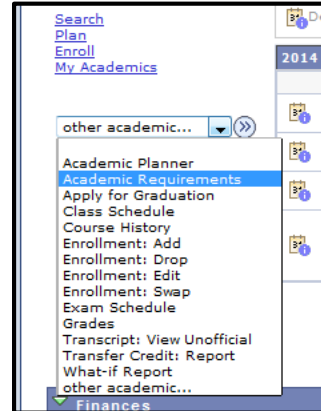 Search
De
Plan
Enroll
My Academics
2014
other academic...
Academic Planner
Academic Requirements
Apply for Graduation
Class Schedule
Course History
Enrollment: Add
Enrollment: Drop
Enrollment: Edit
Enrollment: Swap
Exam Schedule
Grades
Transcript: View Unofficial
Transfer Credit: Report
What-if Report
other academic...
Finances